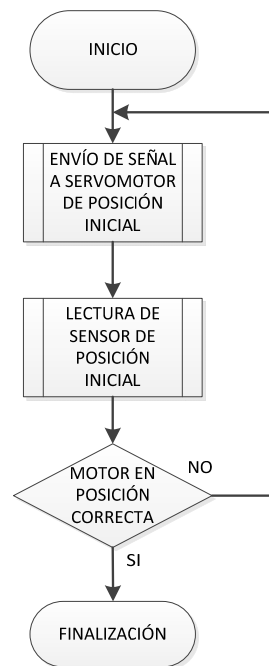 INICIO
ENVÍO DE SEÑAL
A SERVOMOTOR
DE POSICIÓN
INICIAL
LECTURA DE
SENSOR DE
POSICIÓN
INICIAL
MOTOR EN
POSICIÓN
CORRECTA
NO
SI
FINALIZACIÓN